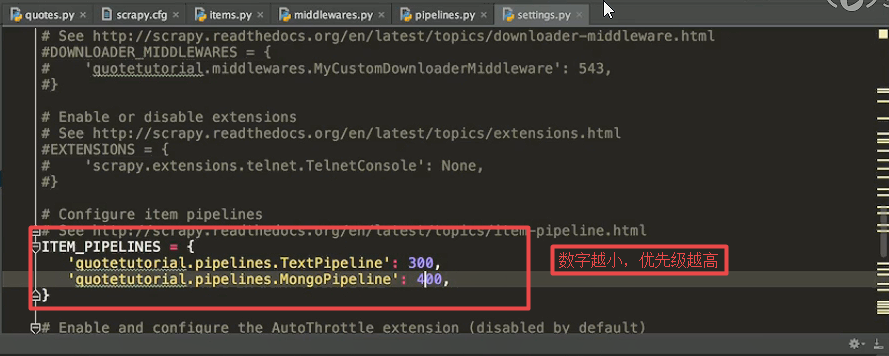 quotes.py × scrapy.cfg × items.py × middlewares.py × pipelines.py × settings.py ×
# See http://scrapy.readthedocs.org/en/latest/topics/downloader-middleware.html
#DOWNLOADER_MIDDLEWARES = {
#    'quotetutorial.middlewares.MyCustomDownloaderMiddleware': 543,
#}
# Enable or disable extensions
# See http://scrapy.readthedocs.org/en/latest/topics/extensions.html
#EXTENSIONS = {
#    'scrapy.extensions.telnet.TelnetConsole': None,
#}
# Configure item pipelines
# See http://scrapy.readthedocs.org/en/latest/topics/item-pipeline.html
ITEM_PIPELINES = {
    'quotetutorial.pipelines.TextPipeline': 300,
数字越小，优先级越高
    'quotetutorial.pipelines.MongoPipeline': 400,
}
# Enable and configure the AutoThrottle extension (disabled by default)